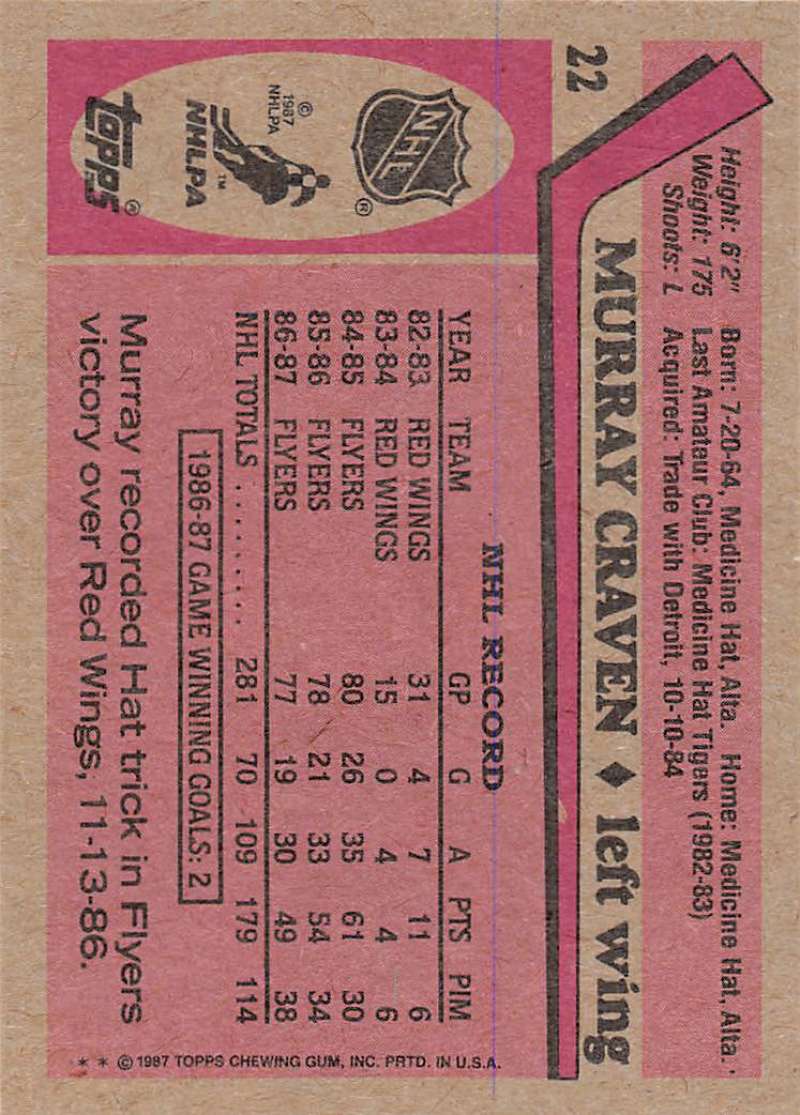 22
Height: 6'2" Born: 7-20-64, Medicine Hat, Alta. Home: Medicine Hat, Alta.
Weight: 175 Last Amateur Club: Medicine Hat Tigers (1982-83)
Shoots: L Acquired: Trade with Detroit, 10-10-84
MURRAY CRAVEN ♦ left wing
NHL
®
© 1987 NHLPA
TM
NHLPA
TOPPS®
NHL RECORD
YEAR TEAM GP G A PTS PIM
82-83 RED WINGS 31 4 7 11 6
83-84 RED WINGS 15 0 4 4 6
84-85 FLYERS 80 26 35 61 30
85-86 FLYERS 78 21 33 54 34
86-87 FLYERS 77 19 30 49 38
NHL TOTALS .......... 281 70 109 179 114
1986-87 GAME WINNING GOALS: 2
Murray recorded Hat trick in Flyers
victory over Red Wings, 11-13-86.
* * © 1987 TOPPS CHEWING GUM, INC. PRTD. IN U.S.A.